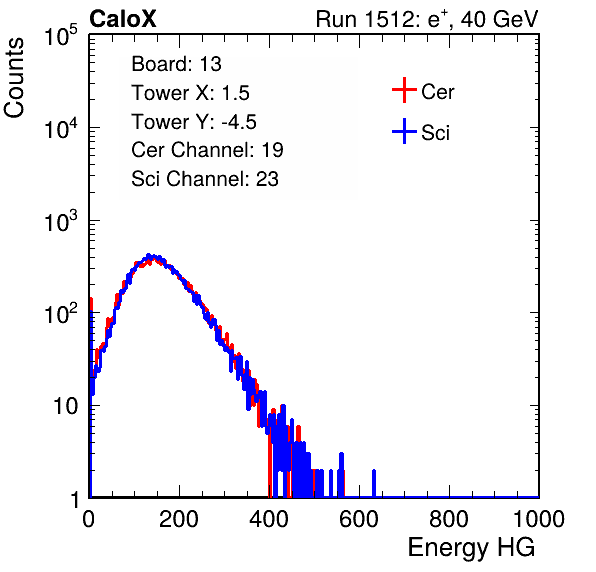 CaloX Run 1512: e⁺, 40 GeV
Counts
Board: 13
Tower X: 1.5
Tower Y: -4.5
Cer Channel: 19
Sci Channel: 23
Cer
Sci
10⁵
10⁴
10³
10²
10
1
0 200 400 600 800 1000
Energy HG